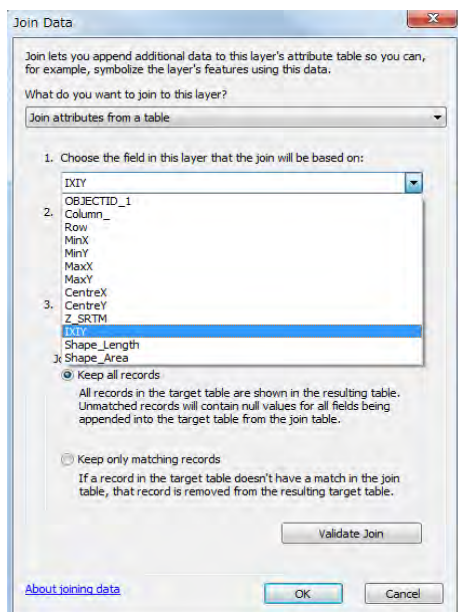 Join Data
Join lets you append additional data to this layer's attribute table so you can,
for example, symbolize the layer's features using this data.
What do you want to join to this layer?
Join attributes from a table
1. Choose the field in this layer that the join will be based on:
IXIY
OBJECTID_1
2. Column_
Row
MinX
MinY
MaxX
MaxY
CentreX
3. CentreY
Z_SRTM
IXIY
Shape_Length
Shape_Area
Keep all records
All records in the target table are shown in the resulting table.
Unmatched records will contain null values for all fields being
appended into the target table from the join table.
Keep only matching records
If a record in the target table doesn't have a match in the join
table, that record is removed from the resulting target table.
Validate Join
About joining data
OK
Cancel